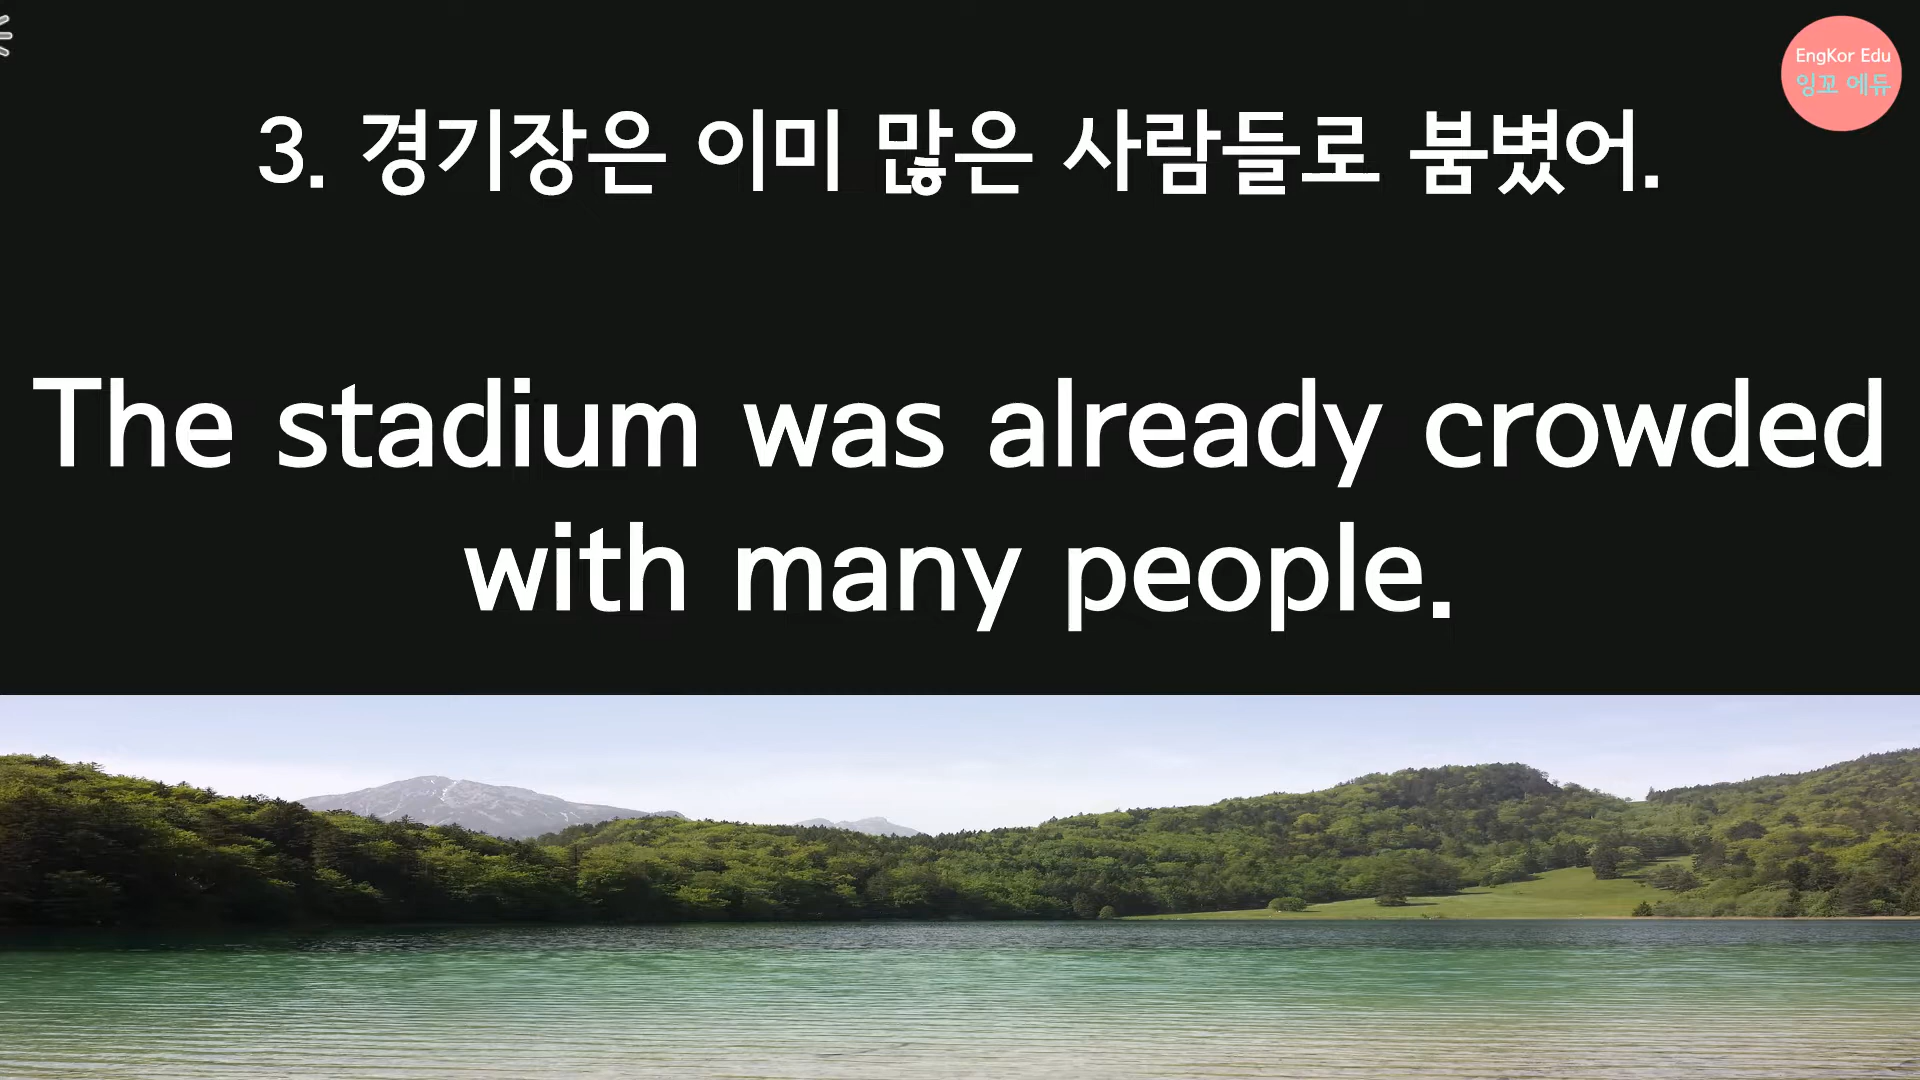 EngKor Edu
잉꼬 에듀
3. 경기장은 이미 많은 사람들로 붐볐어.
The stadium was already crowded
with many people.